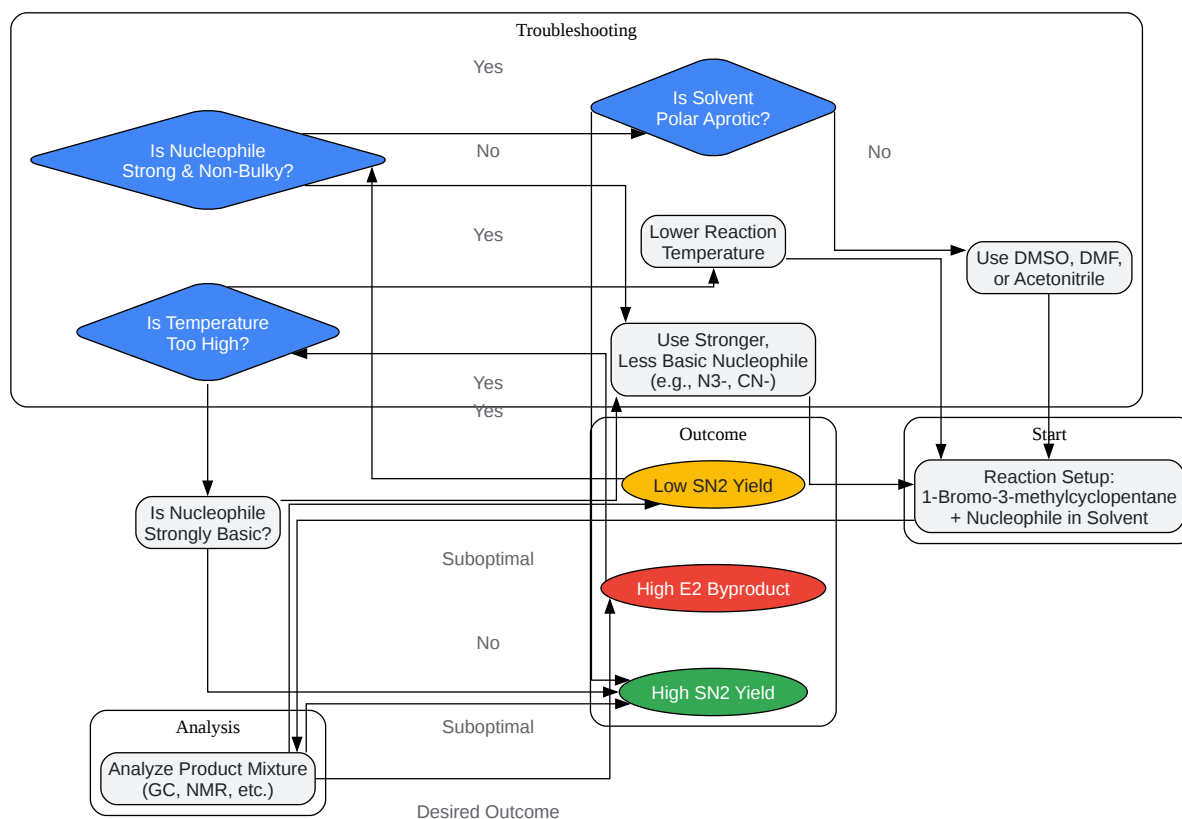 Troubleshooting
Yes
Is Solvent
Polar Aprotic?
Is Nucleophile
Strong & Non-Bulky?
No
No
Yes
Lower Reaction
Temperature
Use DMSO, DMF,
or Acetonitrile
Is Temperature
Too High?
Use Stronger,
Less Basic Nucleophile
(e.g., N3-, CN-)
Yes
Yes
Outcome
Start
Low SN2 Yield
Reaction Setup:
1-Bromo-3-methylcyclopentane
+ Nucleophile in Solvent
Is Nucleophile
Strongly Basic?
Suboptimal
High E2 Byproduct
No
High SN2 Yield
Analysis
Suboptimal
Analyze Product Mixture
(GC, NMR, etc.)
Desired Outcome